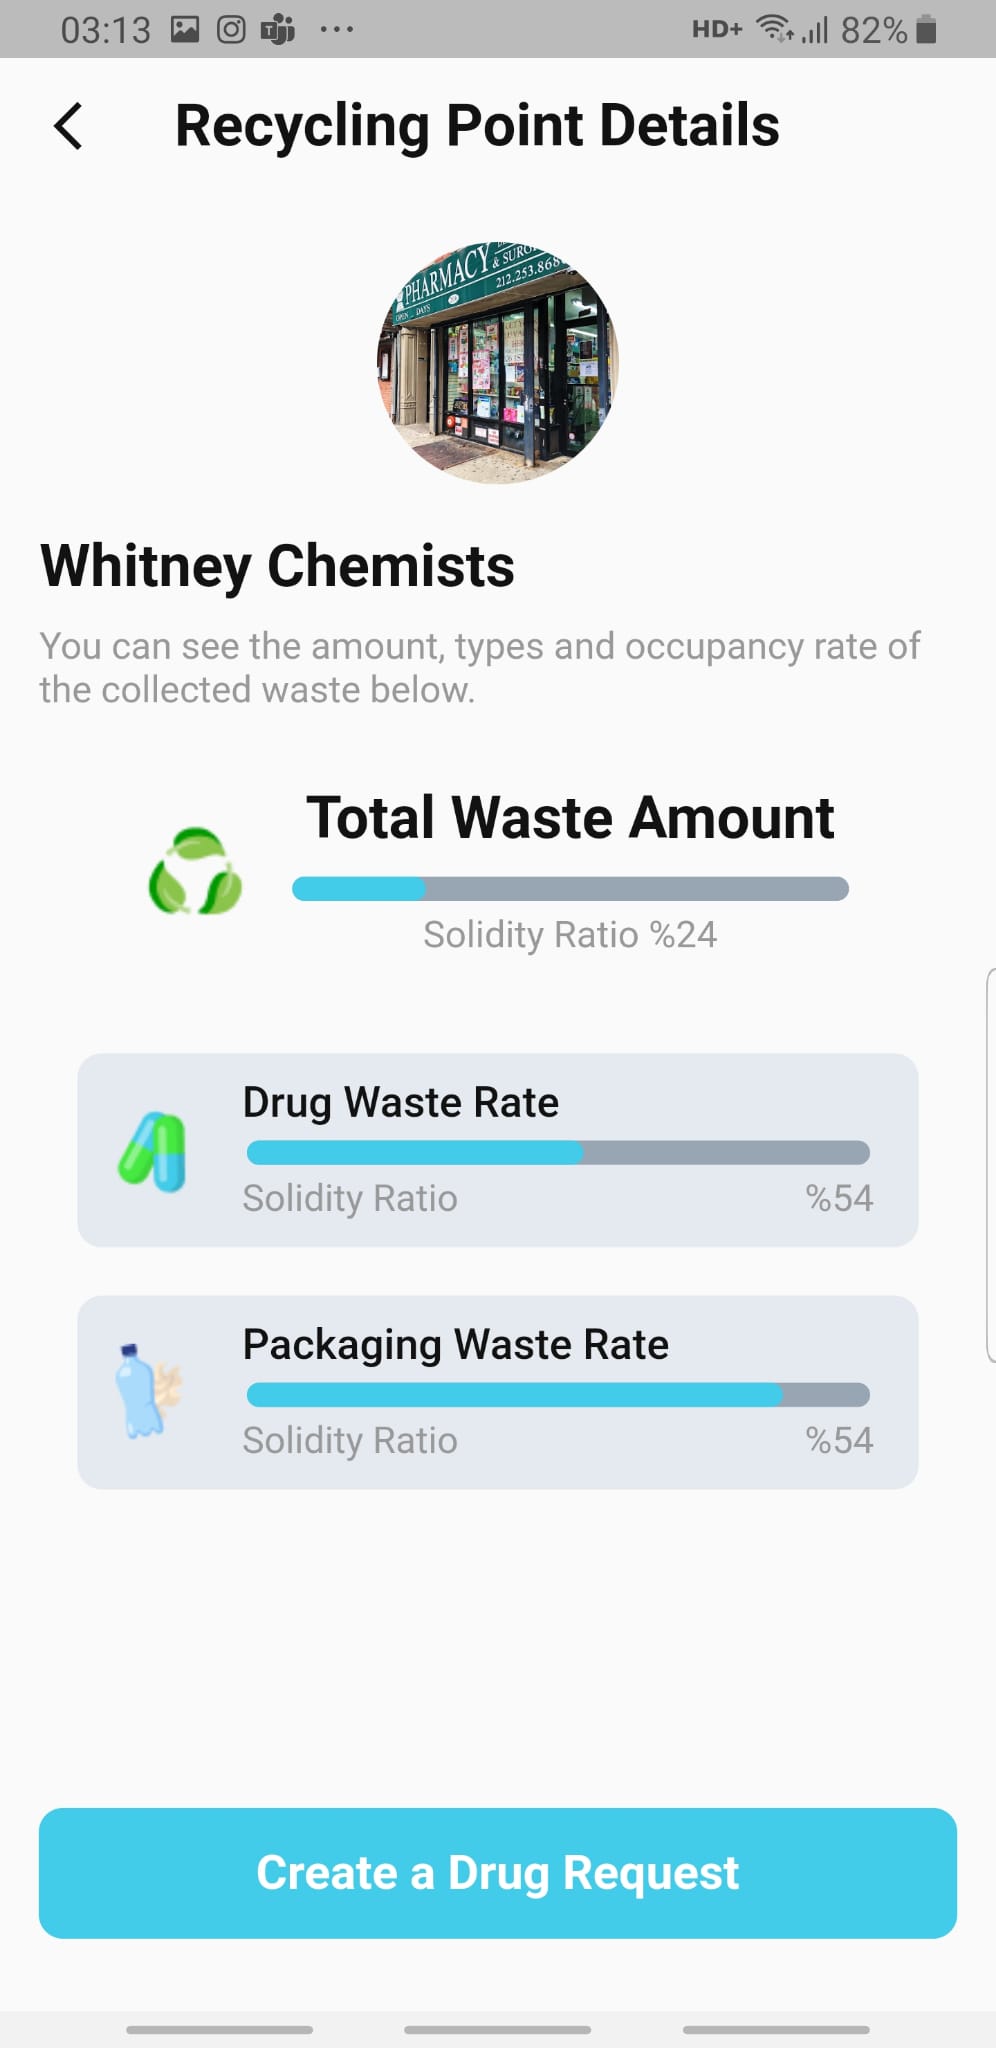 03:13
HD+
82%
Recycling Point Details
PHARMACY
& SURG
212.253.868
OPEN DAYS
Whitney Chemists
You can see the amount, types and occupancy rate of
the collected waste below.
Total Waste Amount
Solidity Ratio %24
Drug Waste Rate
Solidity Ratio %54
Packaging Waste Rate
Solidity Ratio %54
Create a Drug Request